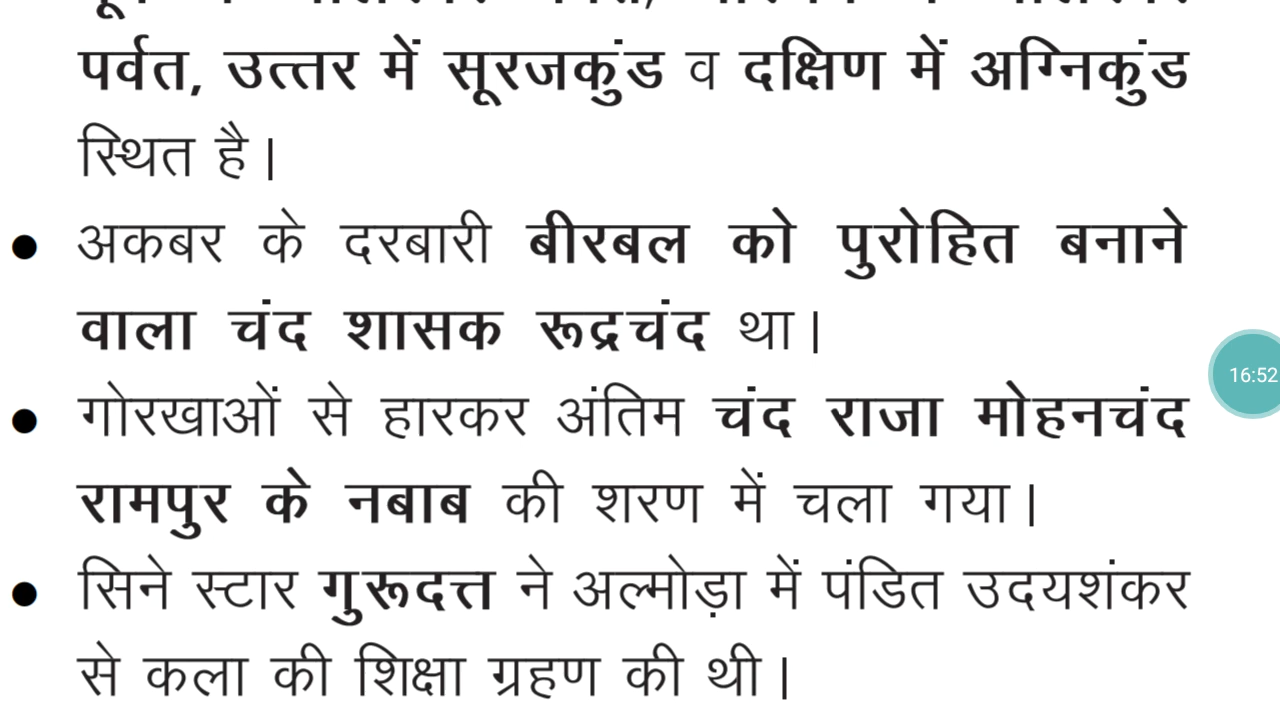 पर्वत, उत्तर में सूरजकुंड व दक्षिण में अग्निकुंड
स्थित है।
● अकबर के दरबारी बीरबल को पुरोहित बनाने
वाला चंद शासक रूद्रचंद था।
● गोरखाओं से हारकर अंतिम चंद राजा मोहनचंद
रामपुर के नबाब की शरण में चला गया।
● सिने स्टार गुरूदत्त ने अल्मोड़ा में पंडित उदयशंकर
से कला की शिक्षा ग्रहण की थी।
16:52